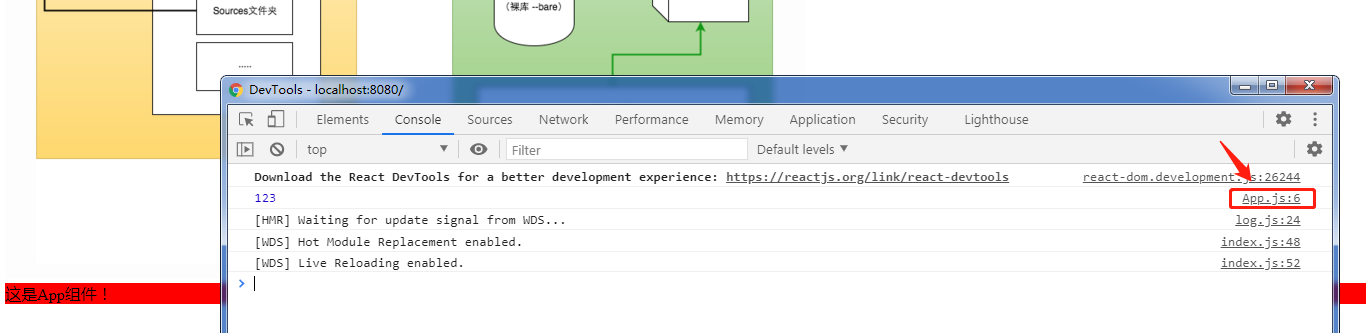 Sources文件夹
(裸库 --bare)
.....
DevTools - localhost:8080/
Elements Console Sources Network Performance Memory Application Security Lighthouse
top Filter Default levels
Download the React DevTools for a better development experience: https://reactjs.org/link/react-devtools react-dom.development.js:26244
123 App.js:6
[HMR] Waiting for update signal from WDS... log.js:24
[WDS] Hot Module Replacement enabled. index.js:48
[WDS] Live Reloading enabled. index.js:52
这是App组件！